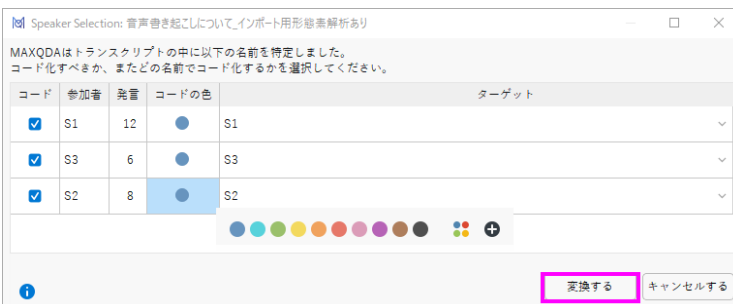 Speaker Selection: 音声書き起こしについて_インポート用形態素解析あり
MAXQDAはトランスクリプトの中に以下の名前を特定しました。
コード化すべきか、またどの名前でコード化するかを選択してください。
コード 参加者 発言 コードの色 ターゲット
S1 12 S1
S3 6 S3
S2 8 S2
変換する キャンセルする